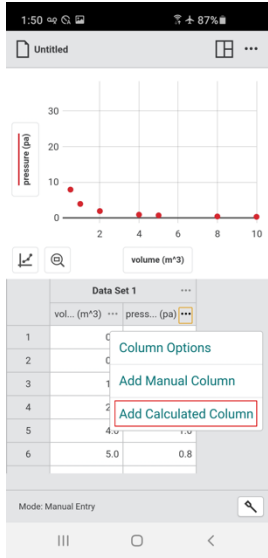 1:50 87%
Untitled
pressure (pa)
30
20
10
0
2 4 6 8 10
volume (m^3)
Data Set 1
vol... (m^3) press... (pa)
1
2
3 1
4 2
5 4.0 1.0
6 5.0 0.8
Column Options
Add Manual Column
Add Calculated Column
Mode: Manual Entry